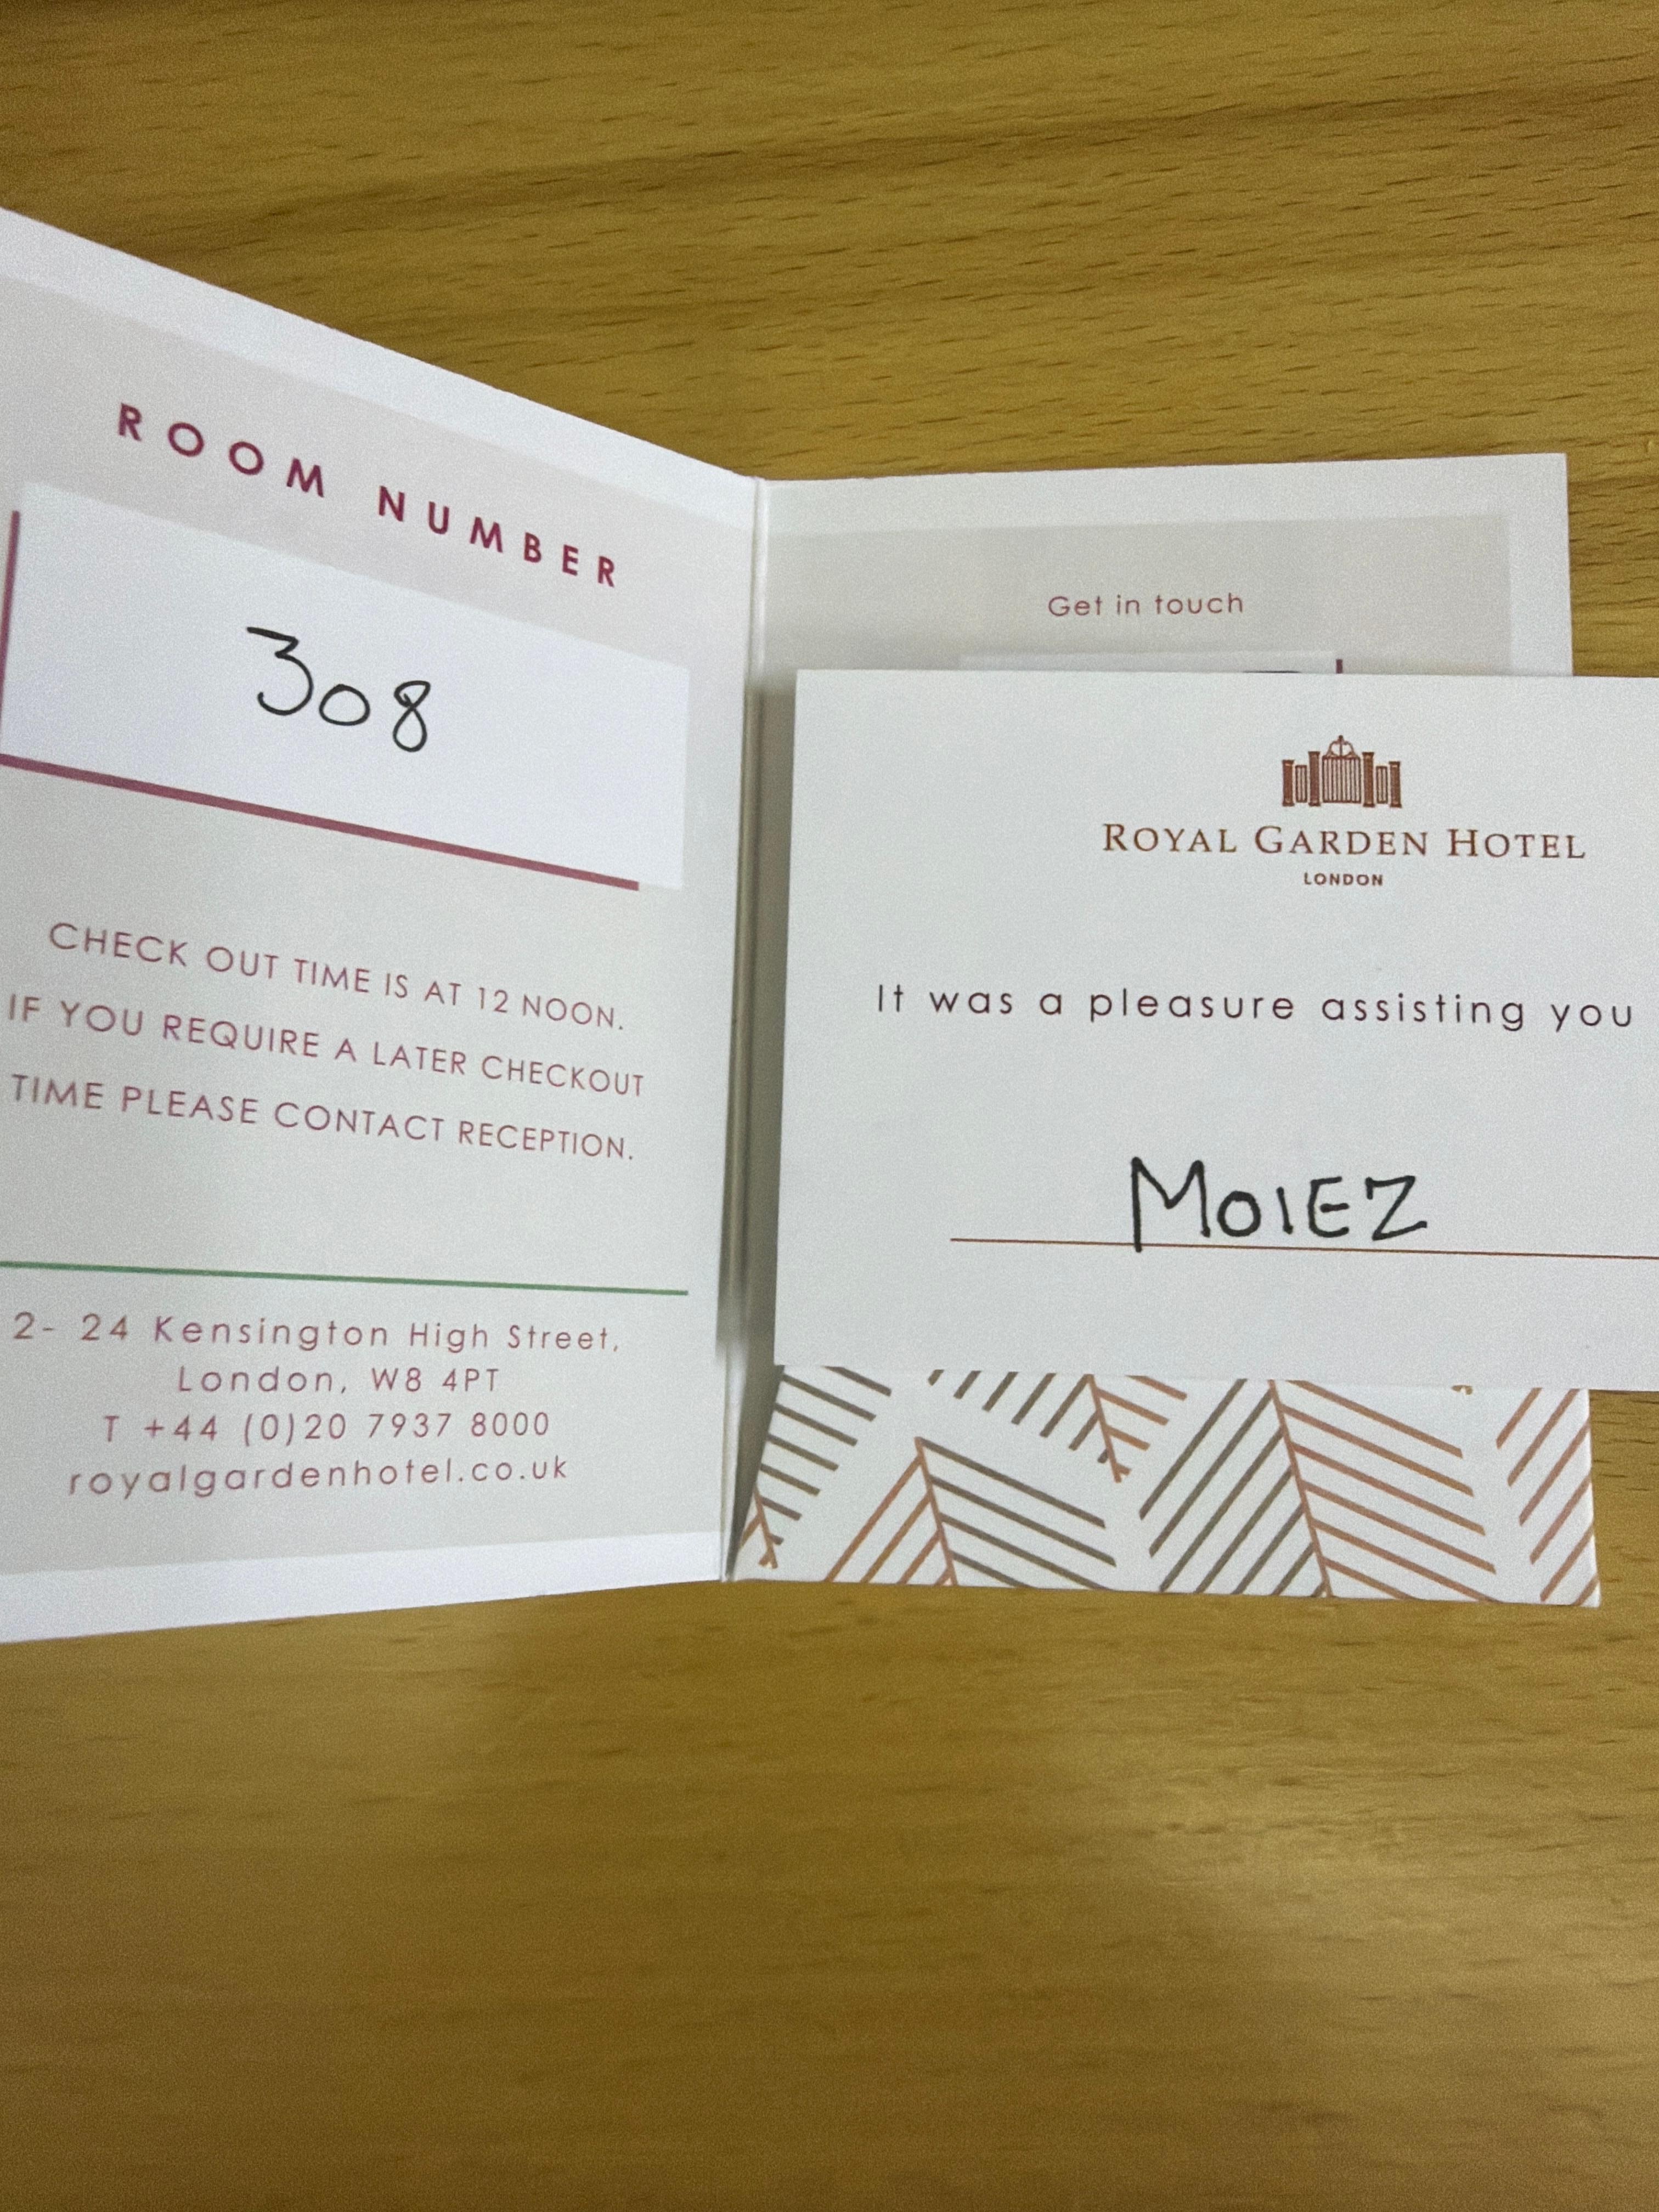 ROOM NUMBER
308
CHECK OUT TIME IS AT 12 NOON.
IF YOU REQUIRE A LATER CHECKOUT
TIME PLEASE CONTACT RECEPTION.
2- 24 Kensington High Street,
London, W8 4PT
T +44 (0)20 7937 8000
royalgardenhotel.co.uk
Get in touch
ROYAL GARDEN HOTEL
LONDON
It was a pleasure assisting you
MOIEZ